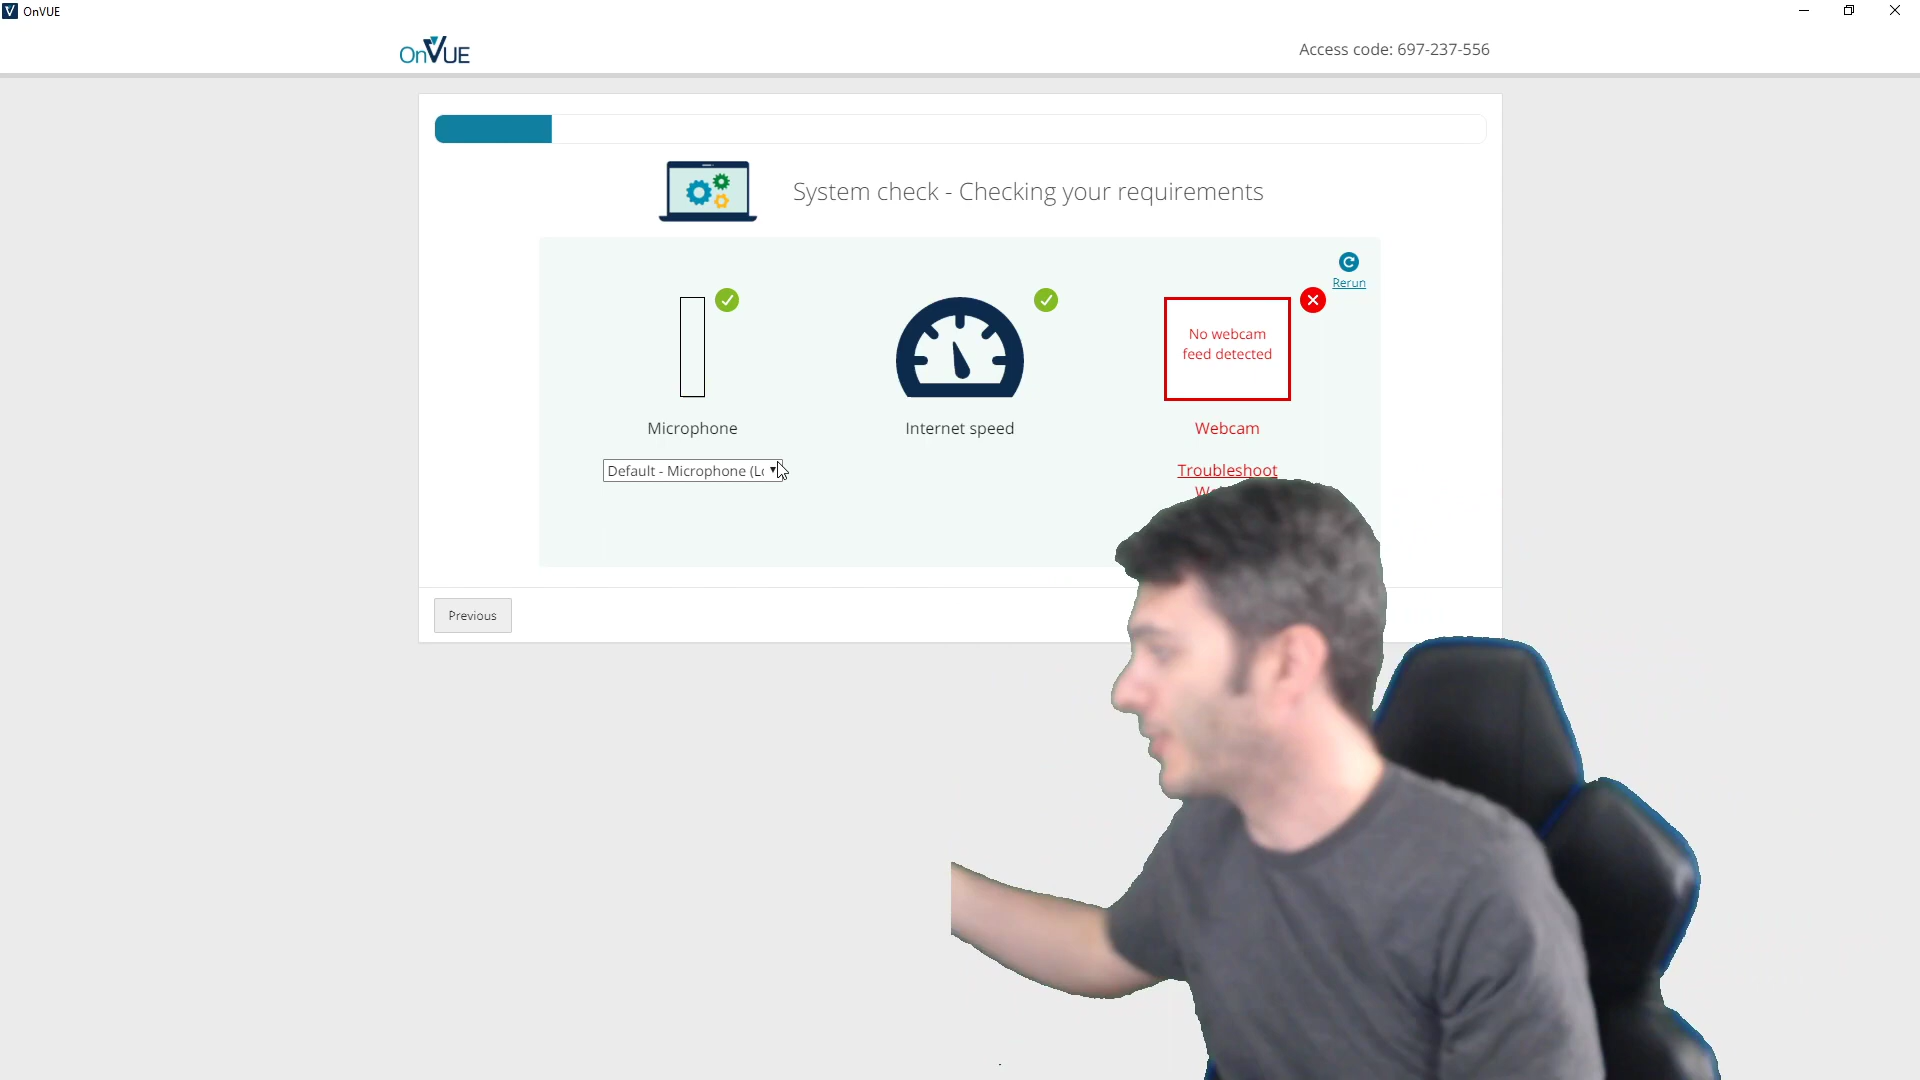 OnVUE
OnVUE
Access code: 697-237-556
System check - Checking your requirements
Rerun
No webcam
feed detected
Microphone
Internet speed
Webcam
Default - Microphone (Lo
Troubleshoot
Previous